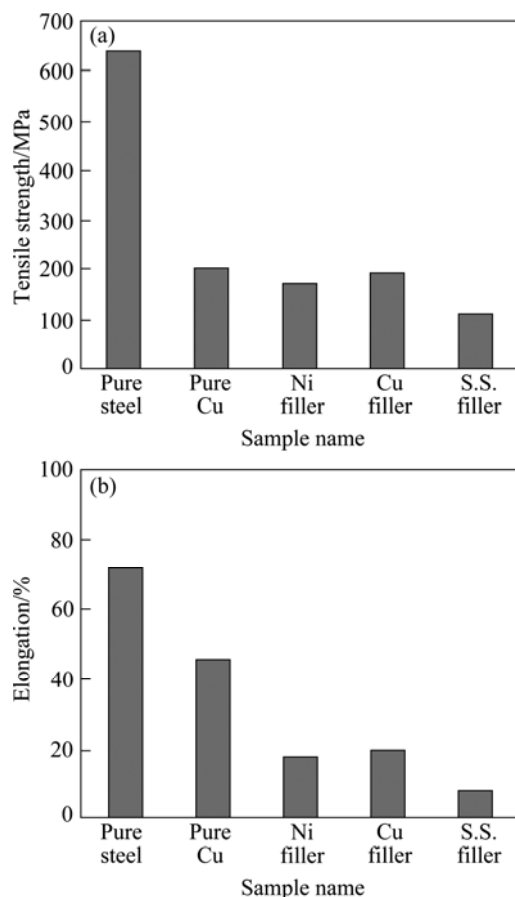 (a)
Tensile strength/MPa
700
600
500
400
300
200
100
0
Pure steel
Pure Cu
Ni filler
Cu filler
S.S. filler
Sample name
(b)
Elongation/%
100
80
60
40
20
0
Pure steel
Pure Cu
Ni filler
Cu filler
S.S. filler
Sample name